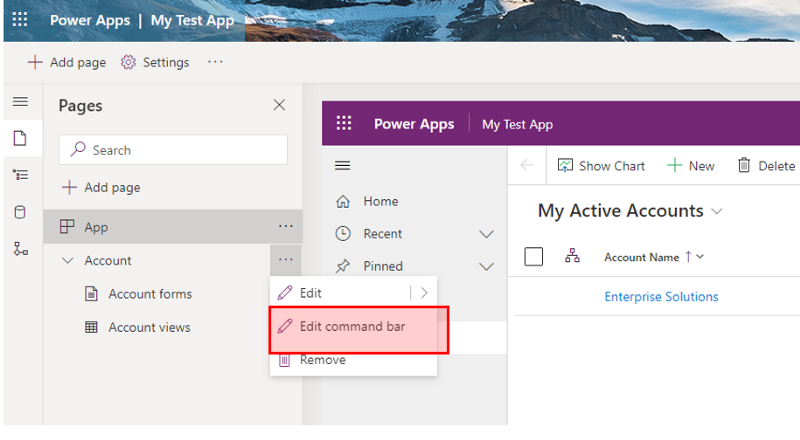 Power Apps | My Test App
+ Add page Settings ...
Pages
Search
+ Add page
App ...
Account ...
Account forms
Account views
Edit
Edit command bar
Remove
Power Apps | My Test App
Home
Recent
Pinned
Show Chart + New Delete
My Active Accounts
Account Name ↑
Enterprise Solutions